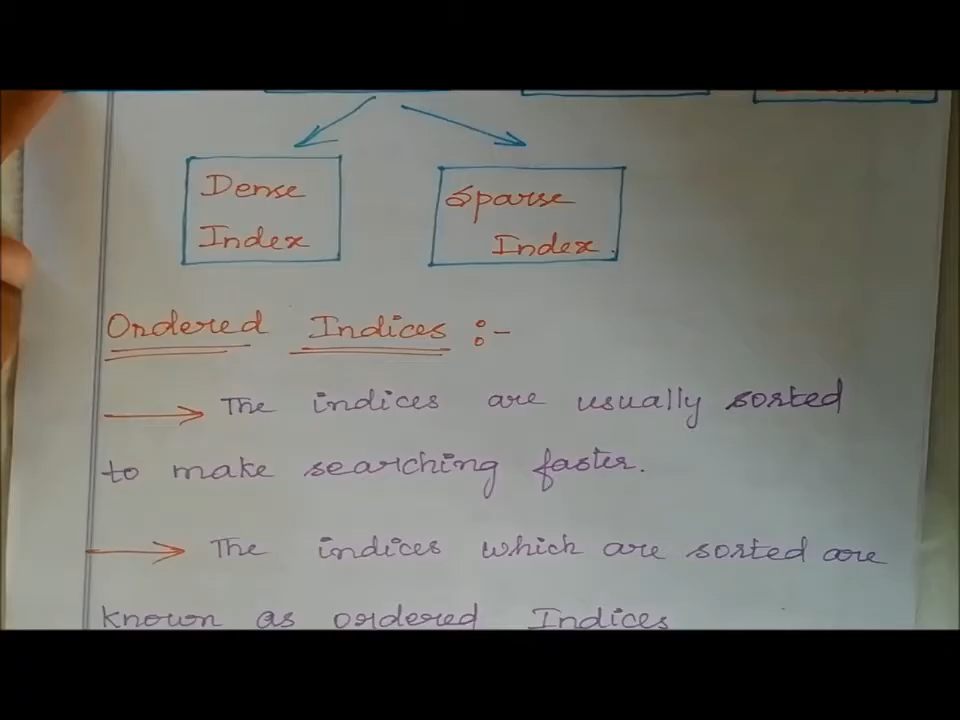 Dense
Index
Sparse
Index
Ordered Indices :-
The indices are usually sorted
to make searching faster.
The indices which are sorted are
known as ordered Indices